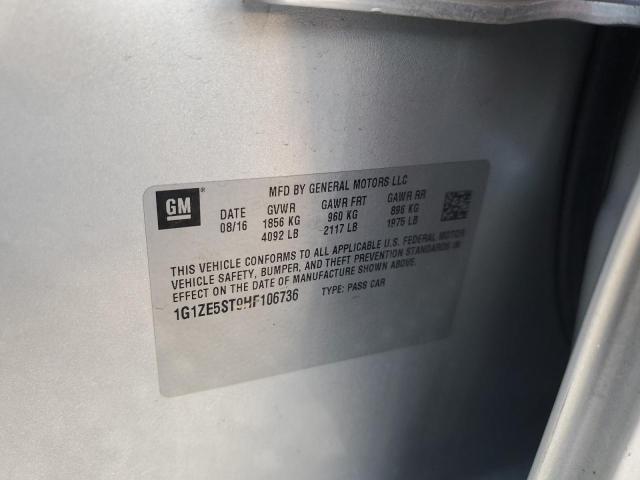 GM
MFD BY GENERAL MOTORS LLC
DATE GVWR GAWR FRT GAWR RR
08/16 1856 KG 960 KG 896 KG
4092 LB 2117 LB 1975 LB
THIS VEHICLE CONFORMS TO ALL APPLICABLE U.S. FEDERAL MOTOR
VEHICLE SAFETY, BUMPER, AND THEFT PREVENTION STANDARDS IN
EFFECT ON THE DATE OF MANUFACTURE SHOWN ABOVE.
1G1ZE5ST9HF106736 TYPE: PASS CAR